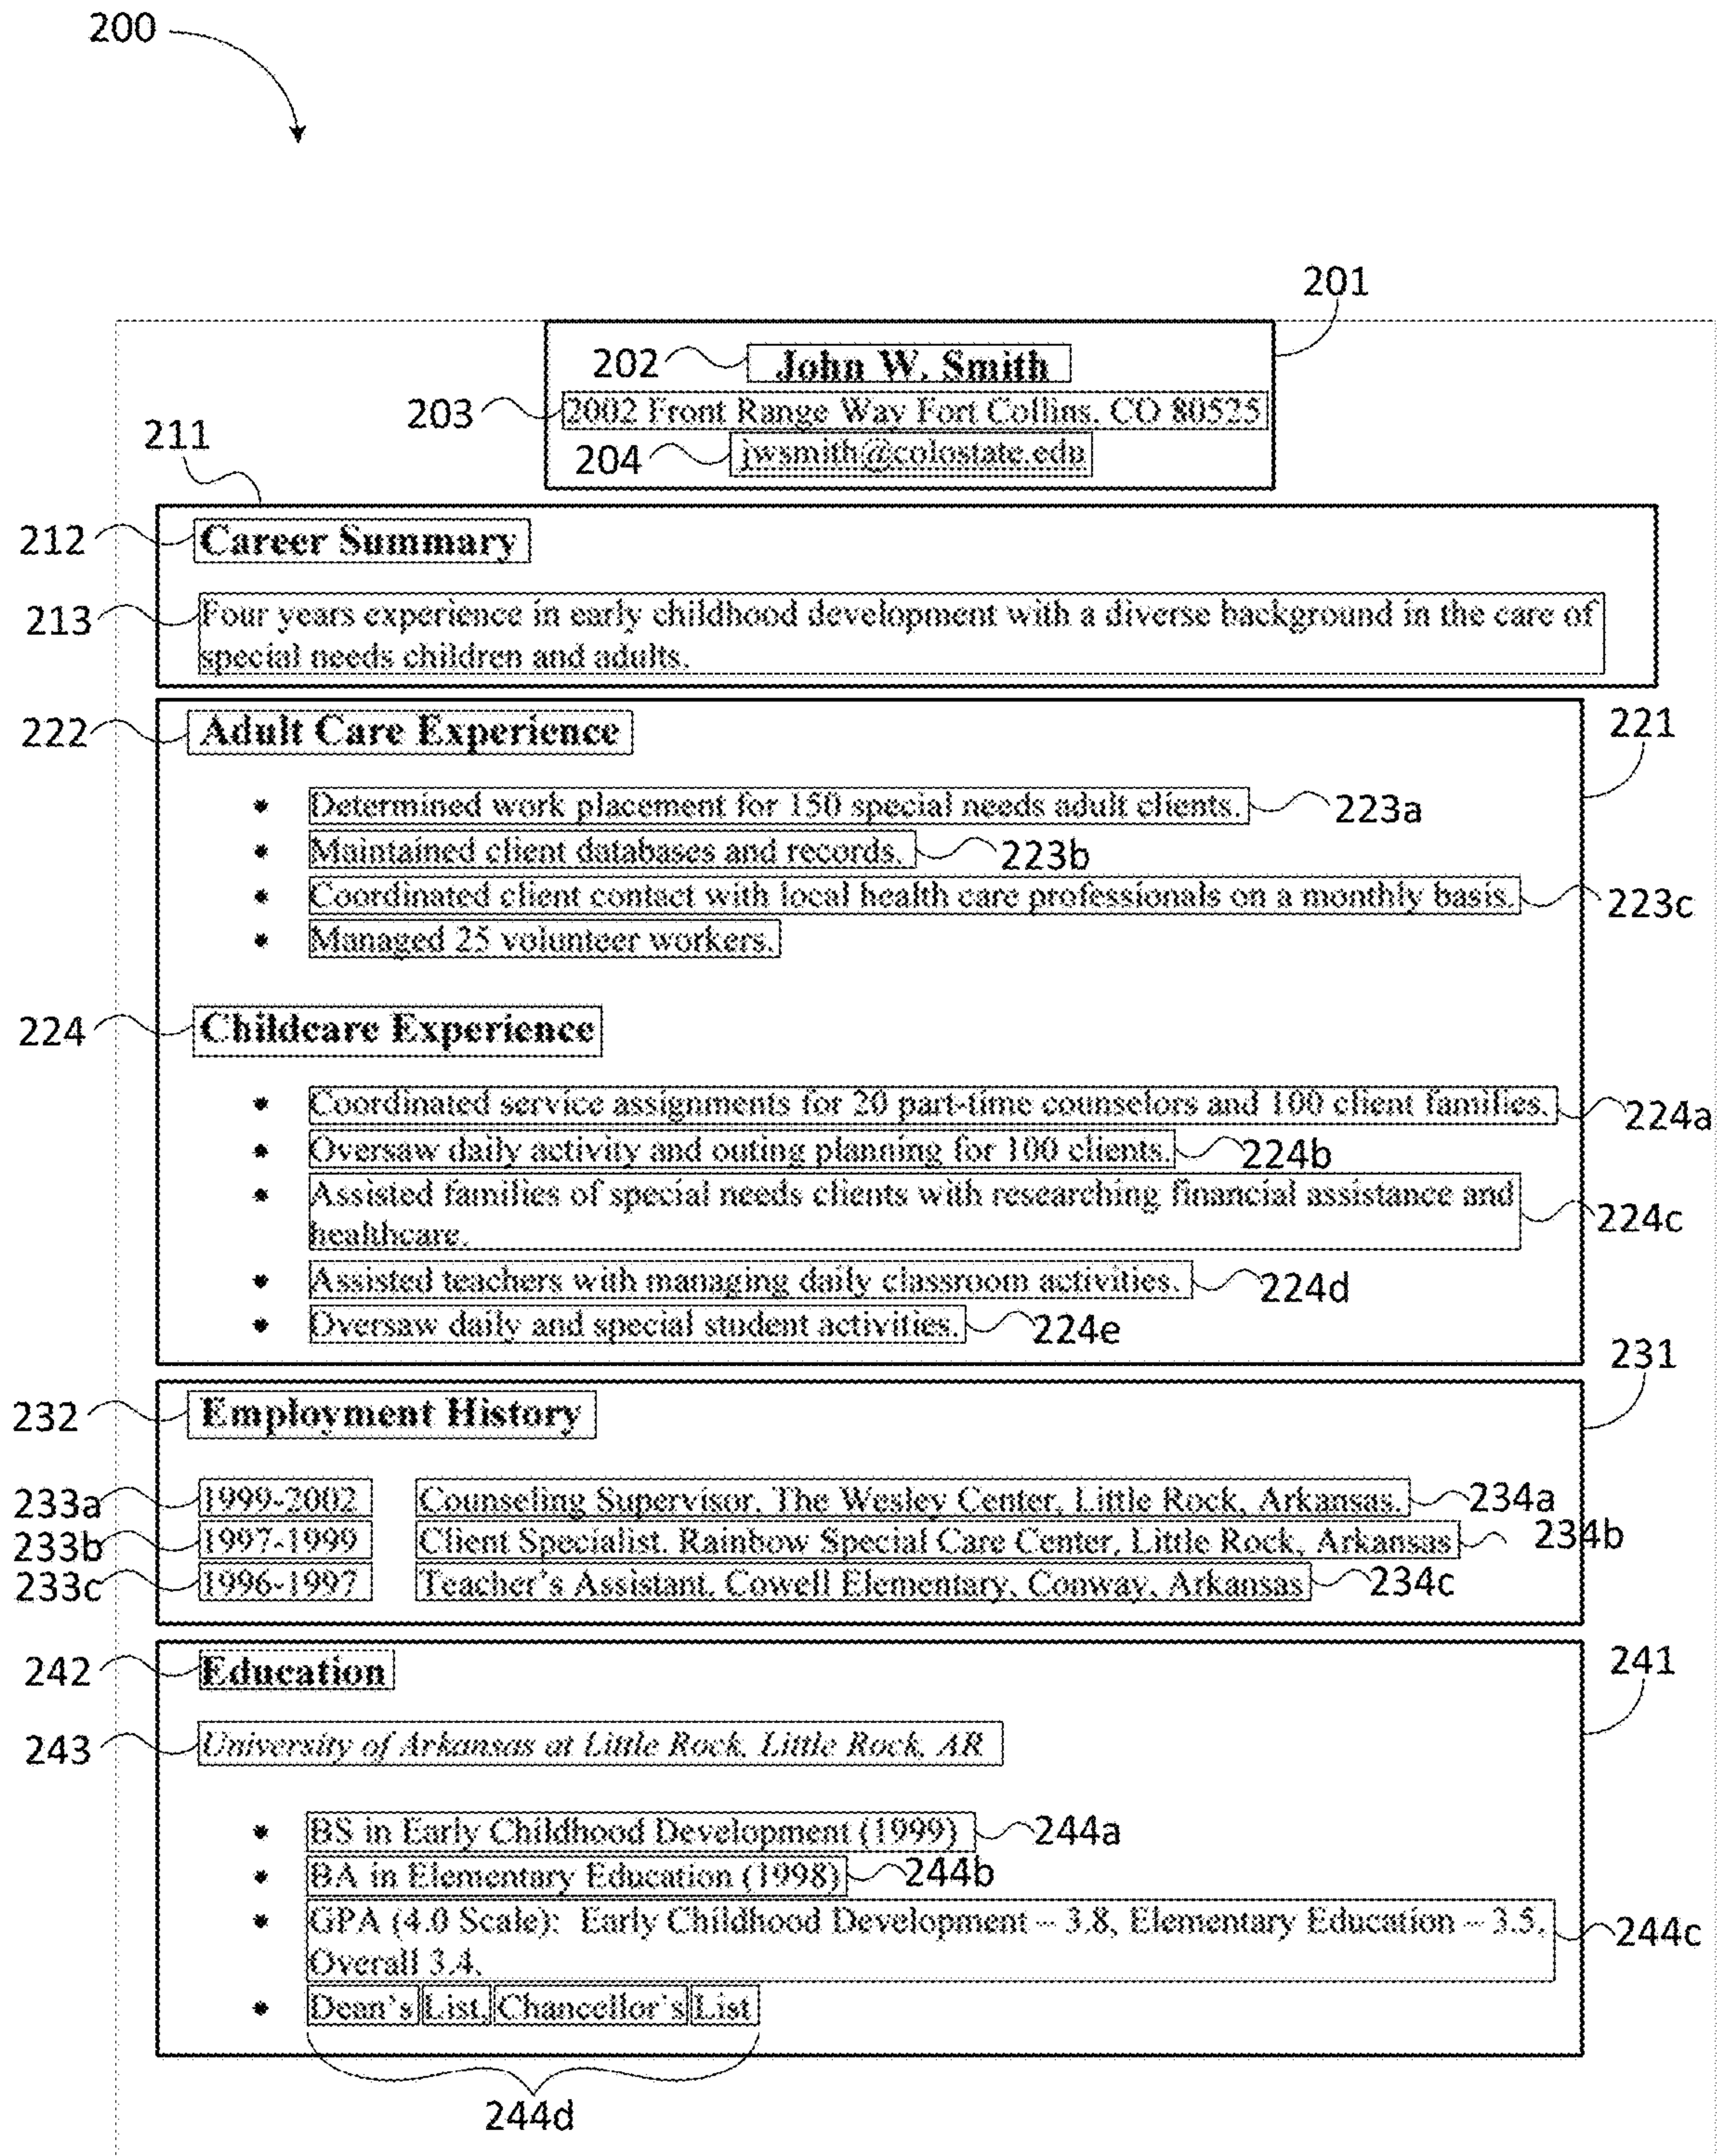 200
201
202 John W. Smith
203 2002 Front Range Way Fort Collins, CO 80525
204 jwsmith@colostate.edu
211
212 Career Summary
213 Four years experience in early childhood development with a diverse background in the care of
special needs children and adults.
221
222 Adult Care Experience
• Determined work placement for 150 special needs adult clients. 223a
• Maintained client databases and records. 223b
• Coordinated client contact with local health care professionals on a monthly basis. 223c
• Managed 25 volunteer workers.
224 Childcare Experience
• Coordinated service assignments for 20 part-time counselors and 100 client families. 224a
• Oversaw daily activity and outing planning for 100 clients. 224b
• Assisted families of special needs clients with researching financial assistance and
healthcare. 224c
• Assisted teachers with managing daily classroom activities. 224d
• Oversaw daily and special student activities. 224e
231
232 Employment History
233a 1999-2002 Counseling Supervisor, The Wesley Center, Little Rock, Arkansas. 234a
233b 1997-1999 Client Specialist, Rainbow Special Care Center, Little Rock, Arkansas 234b
233c 1996-1997 Teacher's Assistant, Cowell Elementary, Conway, Arkansas 234c
241
242 Education
243 University of Arkansas at Little Rock, Little Rock, AR
• BS in Early Childhood Development (1999) 244a
• BA in Elementary Education (1998) 244b
• GPA (4.0 Scale): Early Childhood Development – 3.8, Elementary Education – 3.5,
Overall 3.4. 244c
• Dean's List, Chancellor's List
244d